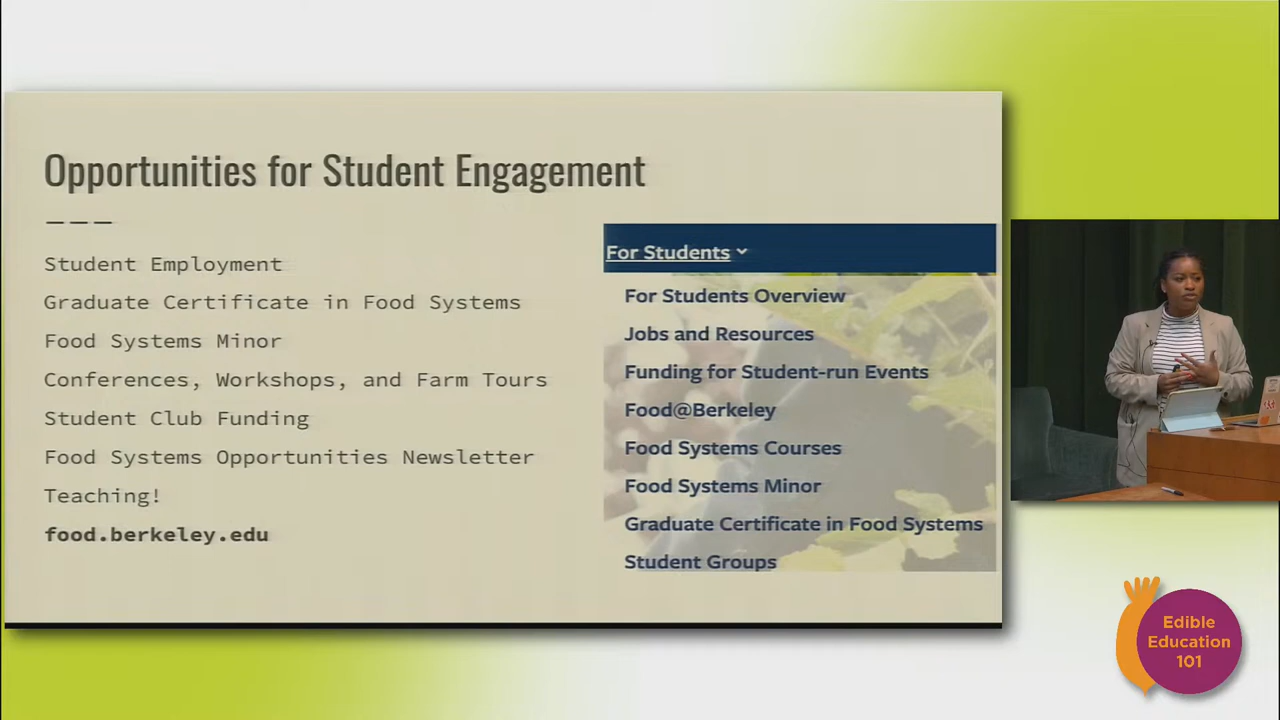 Opportunities for Student Engagement
Student Employment
Graduate Certificate in Food Systems
Food Systems Minor
Conferences, Workshops, and Farm Tours
Student Club Funding
Food Systems Opportunities Newsletter
Teaching!
food.berkeley.edu
For Students
For Students Overview
Jobs and Resources
Funding for Student-run Events
Food@Berkeley
Food Systems Courses
Food Systems Minor
Graduate Certificate in Food Systems
Student Groups
Edible
Education
101